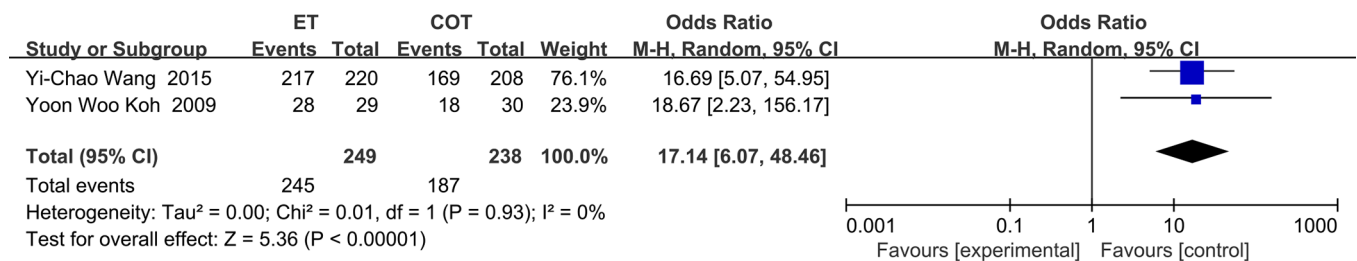 ET COT Odds Ratio Odds Ratio
Study or Subgroup Events Total Events Total Weight M-H, Random, 95% CI M-H, Random, 95% CI
Yi-Chao Wang 2015 217 220 169 208 76.1% 16.69 [5.07, 54.95]
Yoon Woo Koh 2009 28 29 18 30 23.9% 18.67 [2.23, 156.17]
Total (95% CI) 249 238 100.0% 17.14 [6.07, 48.46]
Total events 245 187
Heterogeneity: Tau² = 0.00; Chi² = 0.01, df = 1 (P = 0.93); I² = 0%
Test for overall effect: Z = 5.36 (P < 0.00001)
0.001 0.1 1 10 1000
Favours [experimental] Favours [control]